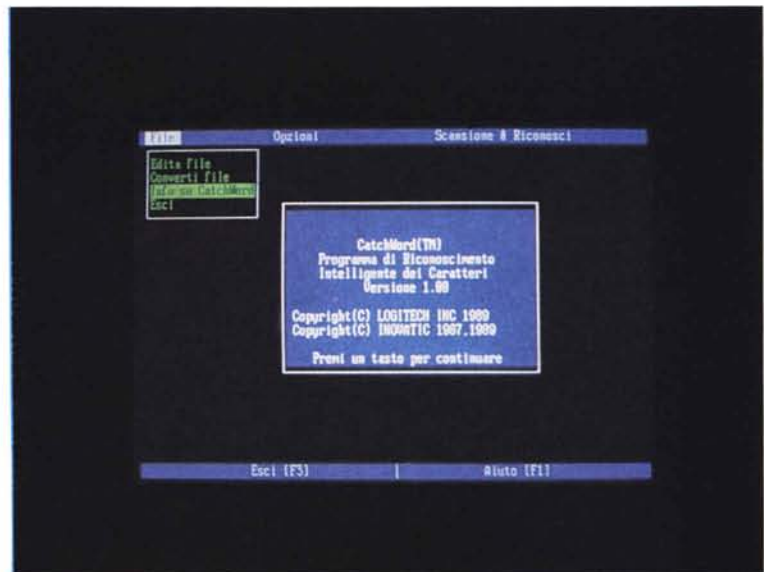 File Opzioni Scansione & Riconosci
Edita file
Converti file
Info su CatchWord
Esci
CatchWord(TM)
Programma di Riconoscimento
Intelligente dei Caratteri
Versione 1.00
Copyright(C) LOGITECH INC 1989
Copyright(C) INOVATIC 1987,1989
Premi un tasto per continuare
Esci [F5] | Aiuto [F1]